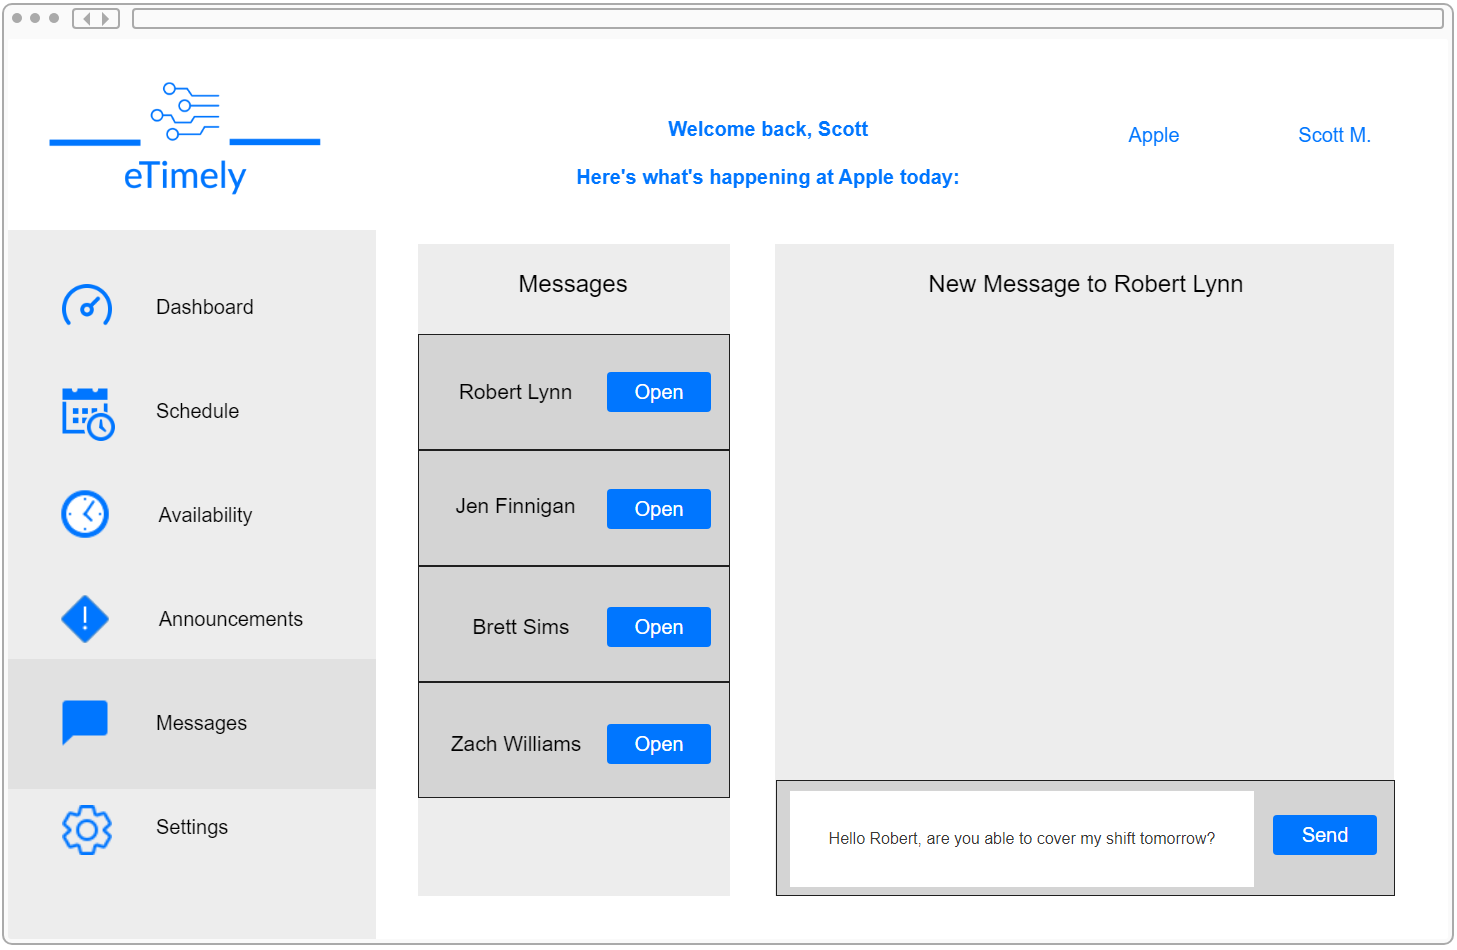 eTimely
Welcome back, Scott
Here's what's happening at Apple today:
Apple
Scott M.
Dashboard
Schedule
Availability
Announcements
Messages
Settings
Messages
Robert Lynn
Open
Jen Finnigan
Open
Brett Sims
Open
Zach Williams
Open
New Message to Robert Lynn
Hello Robert, are you able to cover my shift tomorrow?
Send